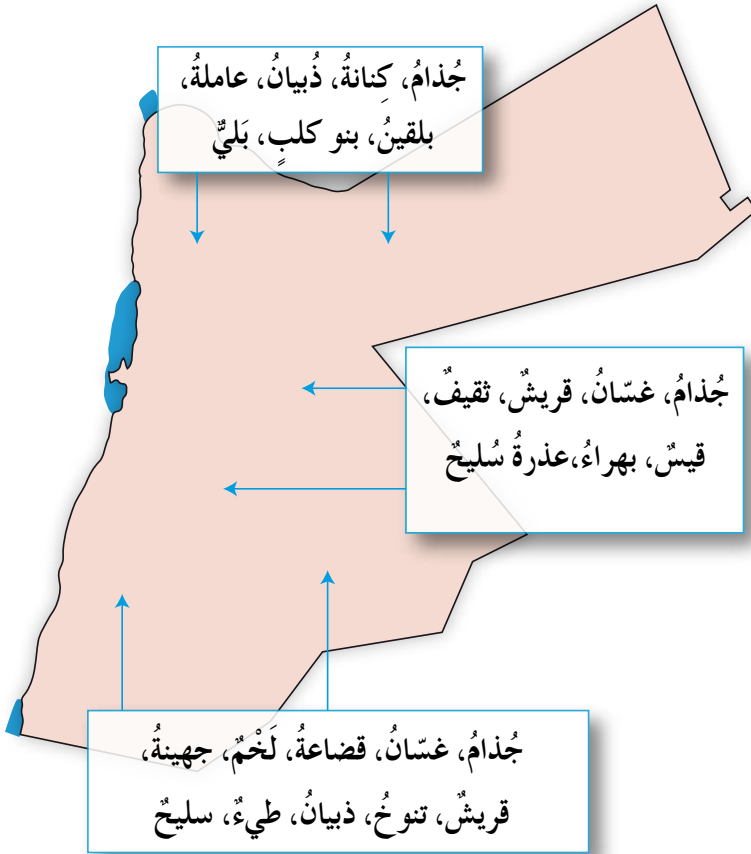 جُذامُ، كِنانةُ، ذُبيانُ، عاملةُ،
بلقينُ، بنو كلبٍ، بَليٌّ
جُذامُ، غسّانُ، قريشٌ، ثقيفٌ،
قيسٌ، بهراءُ،عذرةُ سُليحٌ
جُذامُ، غسّانُ، قضاعةُ، لَخْمٌ، جهينةُ،
قريشٌ، تنوخُ، ذبيانُ، طيءٌ، سليحٌ